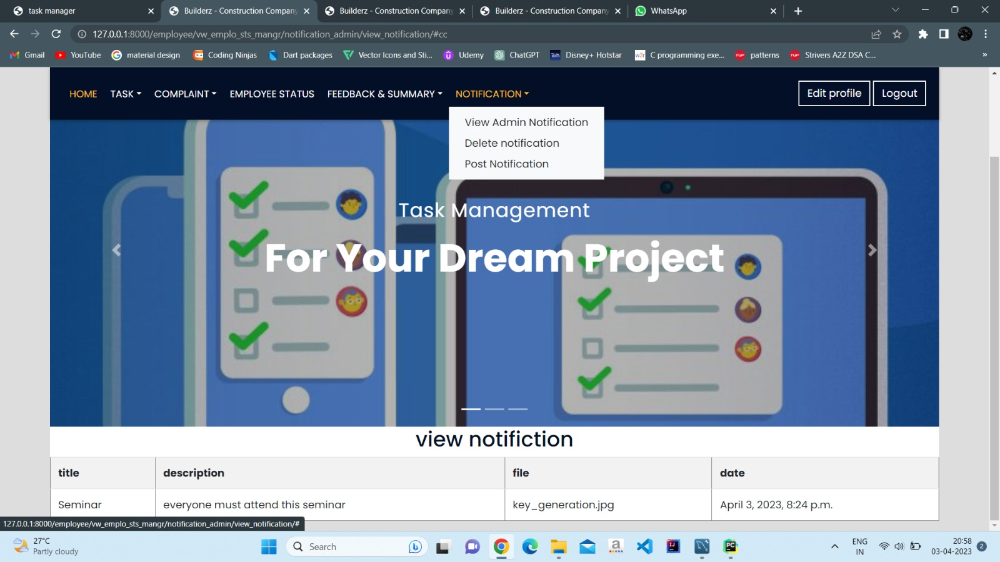 task manager
Builderz - Construction Company
Builderz - Construction Company
Builderz - Construction Company
WhatsApp
127.0.0.1:8000/employee/vw_emplo_sts_mangr/notification_admin/view_notification/#cc
Gmail
YouTube
material design
Coding Ninjas
Dart packages
Vector Icons and Sti...
Udemy
ChatGPT
Disney+ Hotstar
C programming exe...
patterns
Strivers A2Z DSA C...
»
HOME
TASK
COMPLAINT
EMPLOYEE STATUS
FEEDBACK & SUMMARY
NOTIFICATION
Edit profile
Logout
View Admin Notification
Delete notification
Post Notification
Task Management
For Your Dream Project
view notifiction
title description file date
Seminar everyone must attend this seminar key_generation.jpg April 3, 2023, 8:24 p.m.
127.0.0.1:8000/employee/vw_emplo_sts_mangr/notification_admin/view_notification/#
27°C
Partly cloudy
Search
ENG
IN
20:58
03-04-2023
2